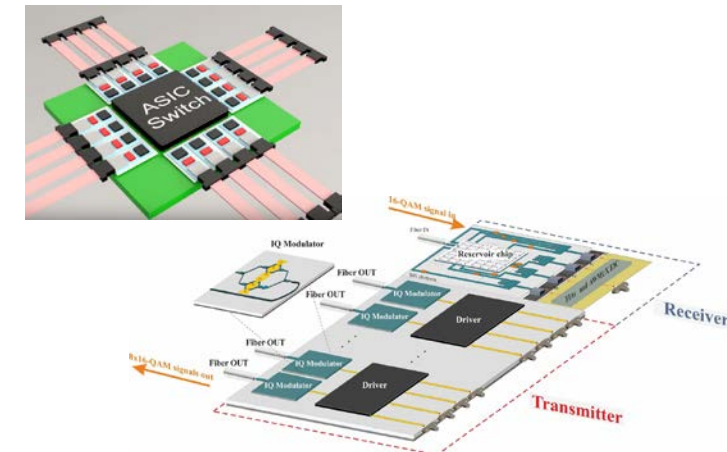 ASIC
Switch
16-QAM signal in
Fiber IN
Reservoir chip
IQ Modulator
Fiber OUT
IQ Modulator
Fiber OUT
IQ Modulator
Driver
Receiver
Fiber OUT
IQ Modulator
8x16-QAM signals out
Fiber OUT
IQ Modulator
Driver
Transmitter